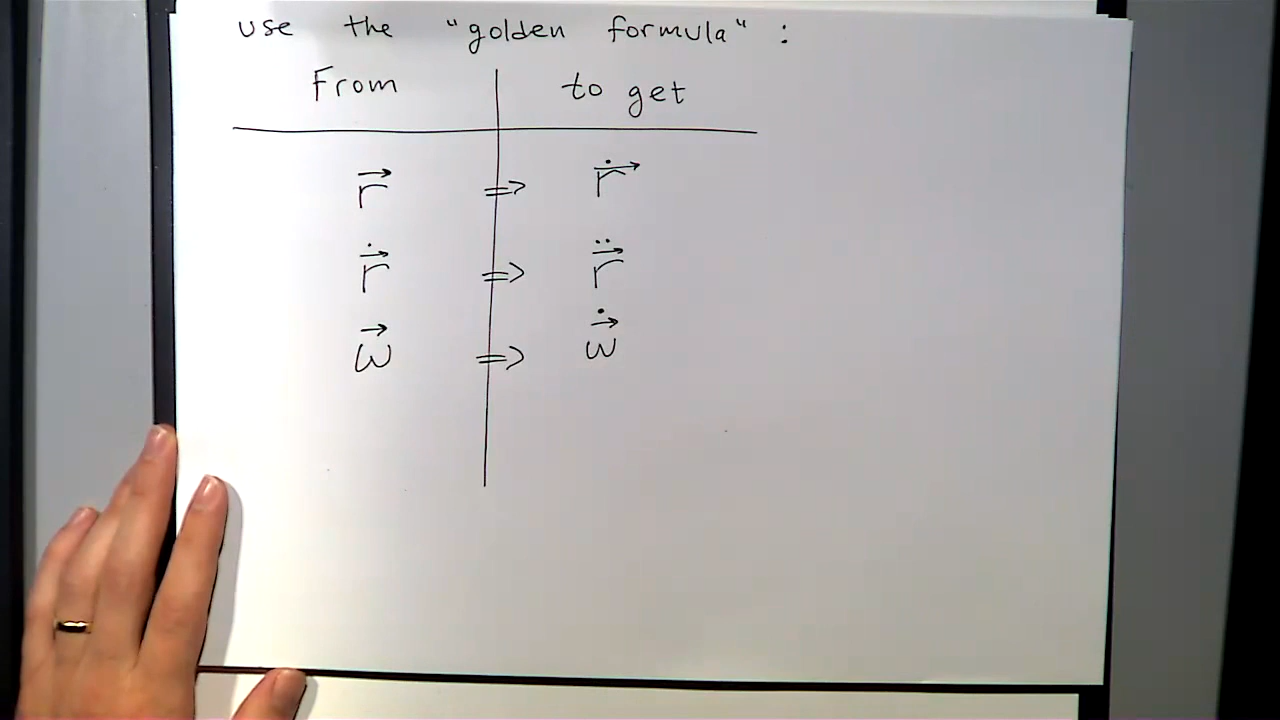 use the "golden formula" :
From to get
r⃗ ⇒ ṙ⃗
ṙ⃗ ⇒ r̈⃗
ω⃗ ⇒ ω̇⃗